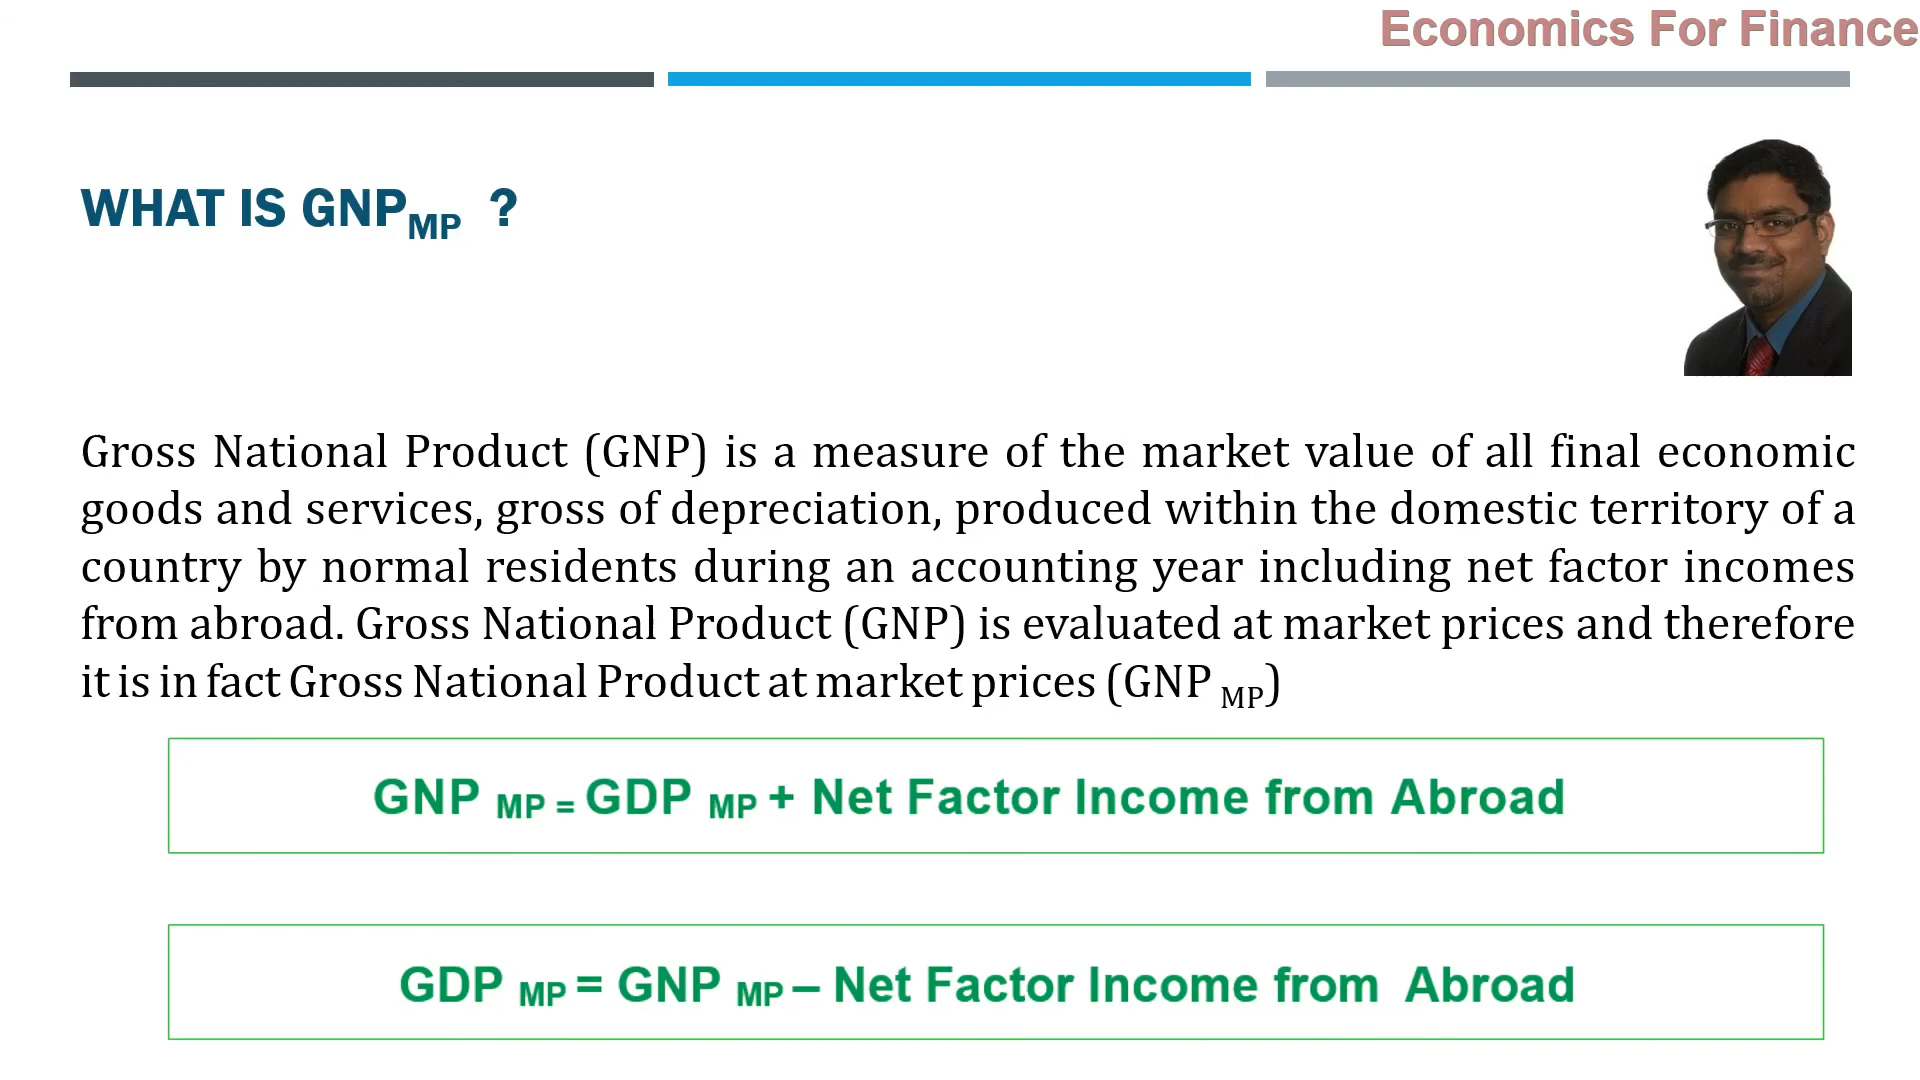 Economics For Finance
WHAT IS GNPMP ?
Gross National Product (GNP) is a measure of the market value of all final economic
goods and services, gross of depreciation, produced within the domestic territory of a
country by normal residents during an accounting year including net factor incomes
from abroad. Gross National Product (GNP) is evaluated at market prices and therefore
it is in fact Gross National Product at market prices (GNP MP)
GNP MP = GDP MP + Net Factor Income from Abroad
GDP MP = GNP MP – Net Factor Income from Abroad